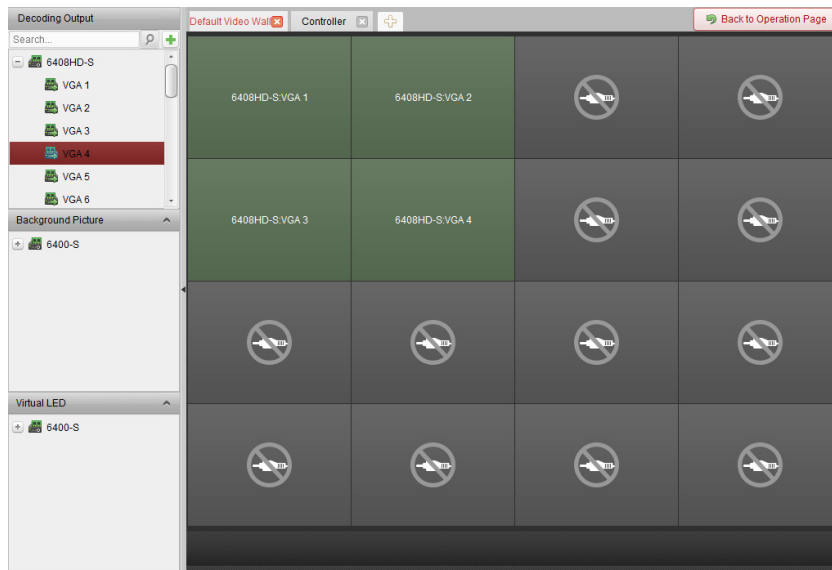 Decoding Output
Default Video Wall
Controller
Back to Operation Page
Search...
6408HD-S
VGA 1
VGA 2
VGA 3
VGA 4
VGA 5
VGA 6
Background Picture
6400-S
Virtual LED
6400-S
6408HD-S:VGA 1
6408HD-S:VGA 2
6408HD-S:VGA 3
6408HD-S:VGA 4